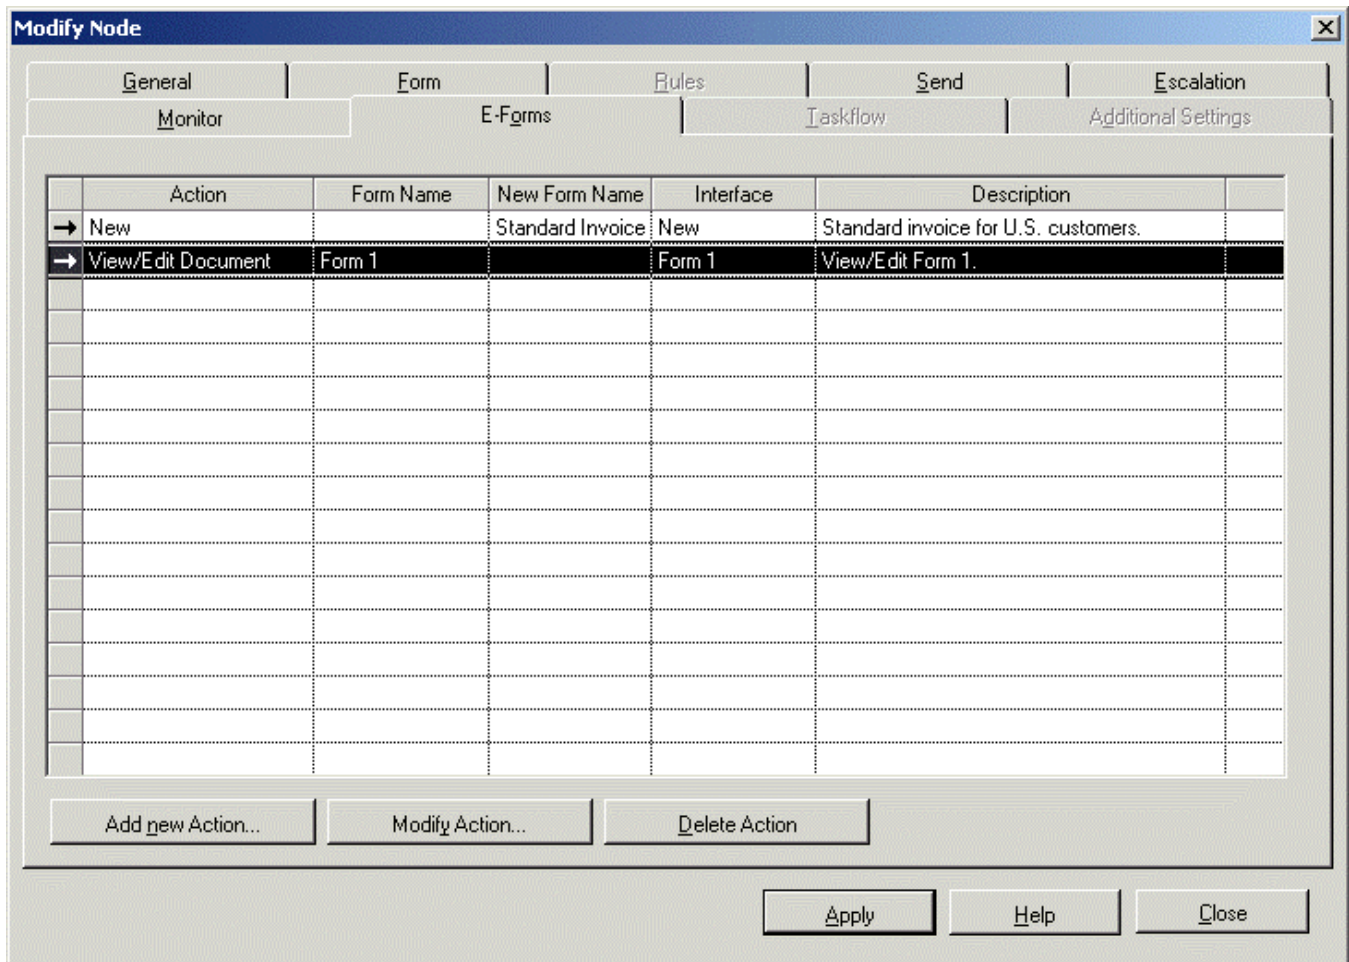 Modify Node
General Form Rules Send Escalation
Monitor E-Forms Taskflow Additional Settings
Action Form Name New Form Name Interface Description
New Standard Invoice New Standard invoice for U.S. customers.
View/Edit Document Form 1 Form 1 View/Edit Form 1.
Add new Action... Modify Action... Delete Action
Apply Help Close